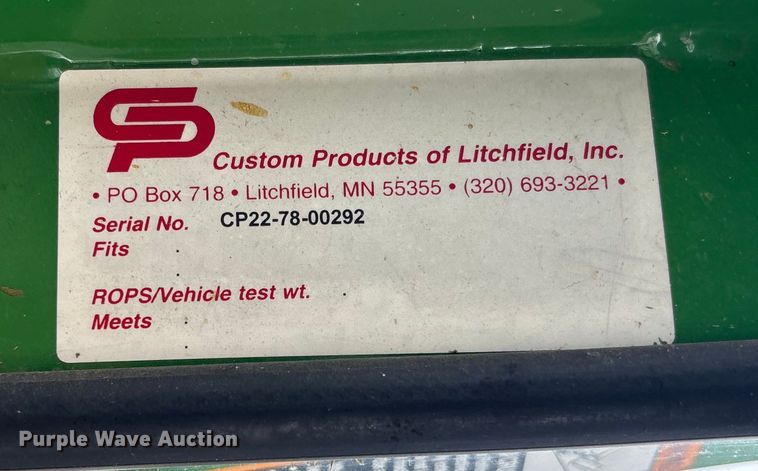 CP
Custom Products of Litchfield, Inc.
• PO Box 718 • Litchfield, MN 55355 • (320) 693-3221 •
Serial No. CP22-78-00292
Fits
ROPS/Vehicle test wt.
Meets
Purple Wave Auction